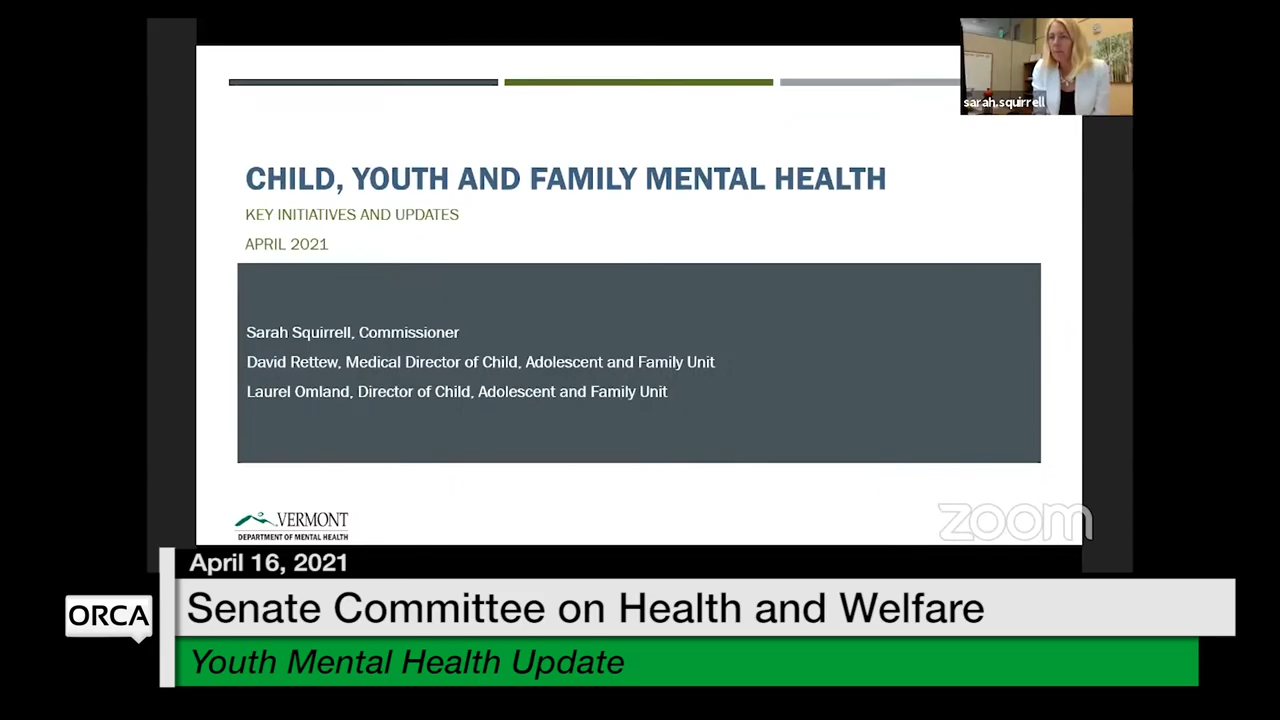 sarah.squirrell
CHILD, YOUTH AND FAMILY MENTAL HEALTH
KEY INITIATIVES AND UPDATES
APRIL 2021
Sarah Squirrell, Commissioner
David Rettew, Medical Director of Child, Adolescent and Family Unit
Laurel Omland, Director of Child, Adolescent and Family Unit
VERMONT
DEPARTMENT OF MENTAL HEALTH
zoom
April 16, 2021
ORCA
Senate Committee on Health and Welfare
Youth Mental Health Update